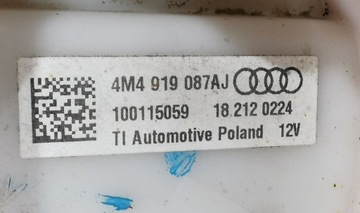 4M4 919 087AJ
100115059 18 212 0224
TI Automotive Poland 12V